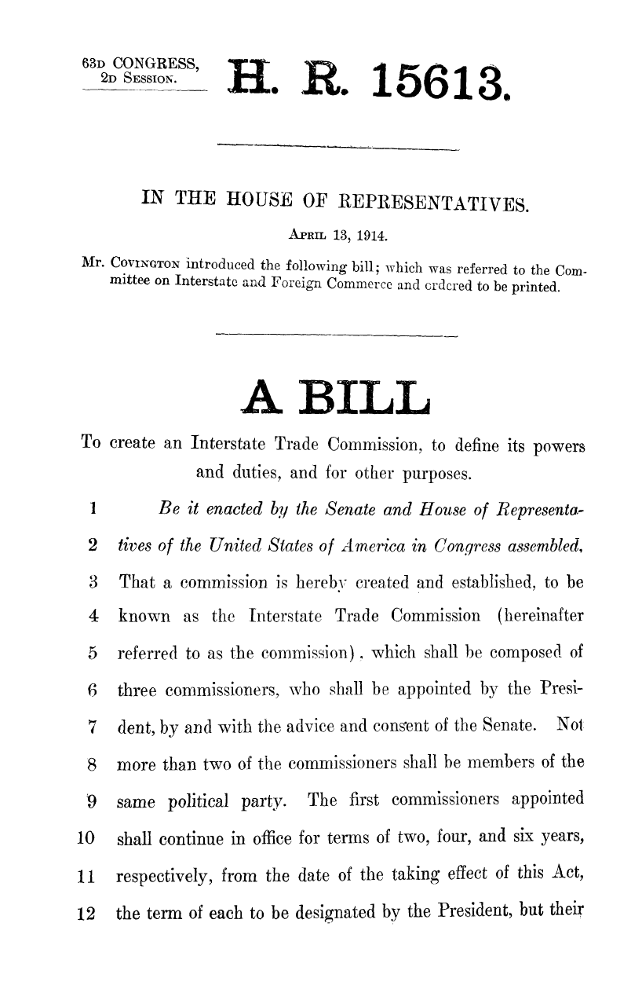 63D CONGRESS,
2D SESSION.
H. R. 15613.
IN THE HOUSE OF REPRESENTATIVES.
APRIL 13, 1914.
Mr. COVINGTON introduced the following bill; which was referred to the Com-
mittee on Interstate and Foreign Commerce and ordered to be printed.
A BILL
To create an Interstate Trade Commission, to define its powers
and duties, and for other purposes.
1 Be it enacted by the Senate and House of Representa-
2 tives of the United States of America in Congress assembled,
3 That a commission is hereby created and established, to be
4 known as the Interstate Trade Commission (hereinafter
5 referred to as the commission), which shall be composed of
6 three commissioners, who shall be appointed by the Presi-
7 dent, by and with the advice and consent of the Senate. Not
8 more than two of the commissioners shall be members of the
9 same political party. The first commissioners appointed
10 shall continue in office for terms of two, four, and six years,
11 respectively, from the date of the taking effect of this Act,
12 the term of each to be designated by the President, but their